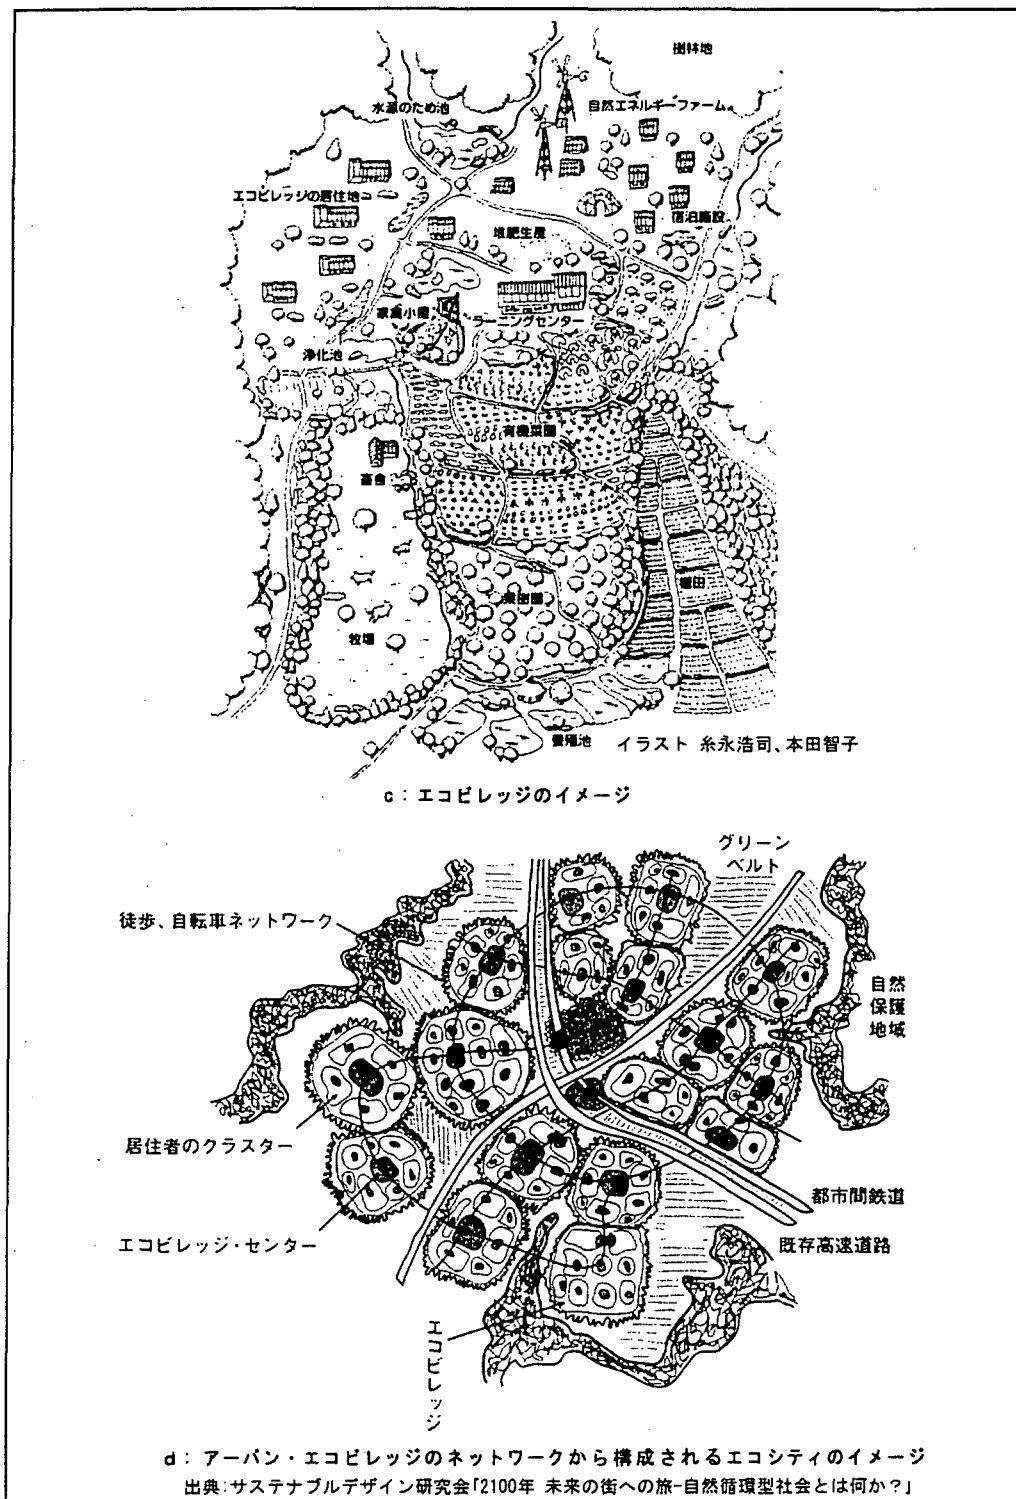 樹林地
水源のため池
自然エネルギーファーム
エコビレッジの居住地
宿泊施設
堆肥生産
家畜小屋
ラーニングセンター
浄化池
有機菜園
畜舎
棚田
果樹園
牧場
養殖池
イラスト 糸永浩司、本田智子
c：エコビレッジのイメージ
グリーン
ベルト
徒歩、自転車ネットワーク
自然
保護
地域
居住者のクラスター
都市間鉄道
エコビレッジ・センター
既存高速道路
エコビレッジ
d：アーバン・エコビレッジのネットワークから構成されるエコシティのイメージ
出典：サステナブルデザイン研究会「2100年 未来の街への旅-自然循環型社会とは何か？」